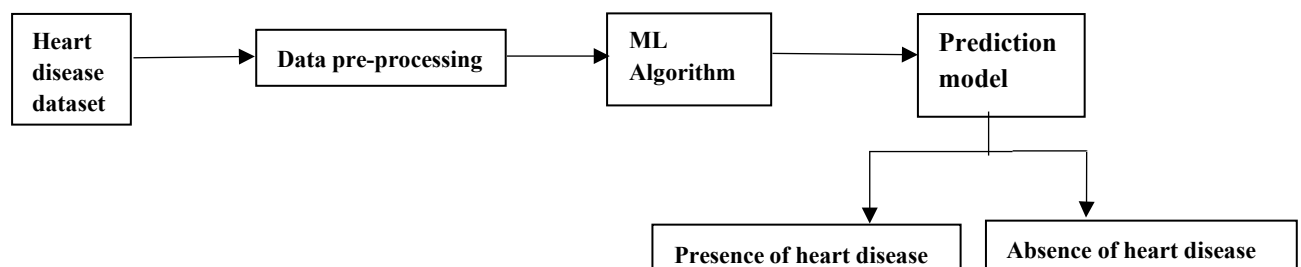 Heart
disease
dataset
Data pre-processing
ML
Algorithm
Prediction
model
Presence of heart disease
Absence of heart disease